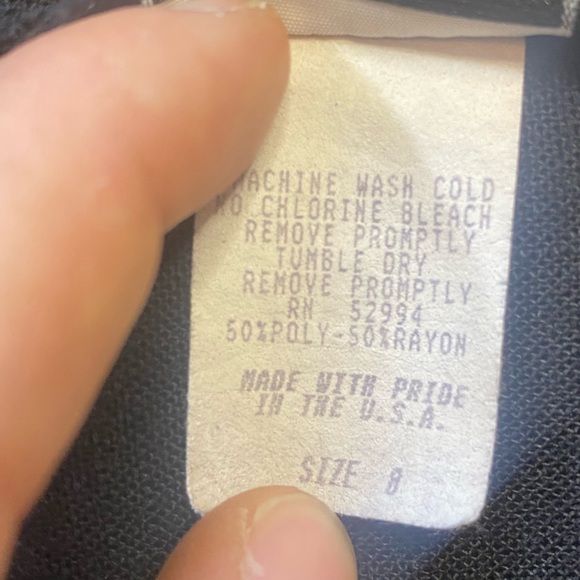 MACHINE WASH COLD
NO CHLORINE BLEACH
REMOVE PROMPTLY
TUMBLE DRY
REMOVE PROMPTLY
RN 52994
50%POLY-50%RAYON
MADE WITH PRIDE
IN THE U.S.A.
SIZE 8